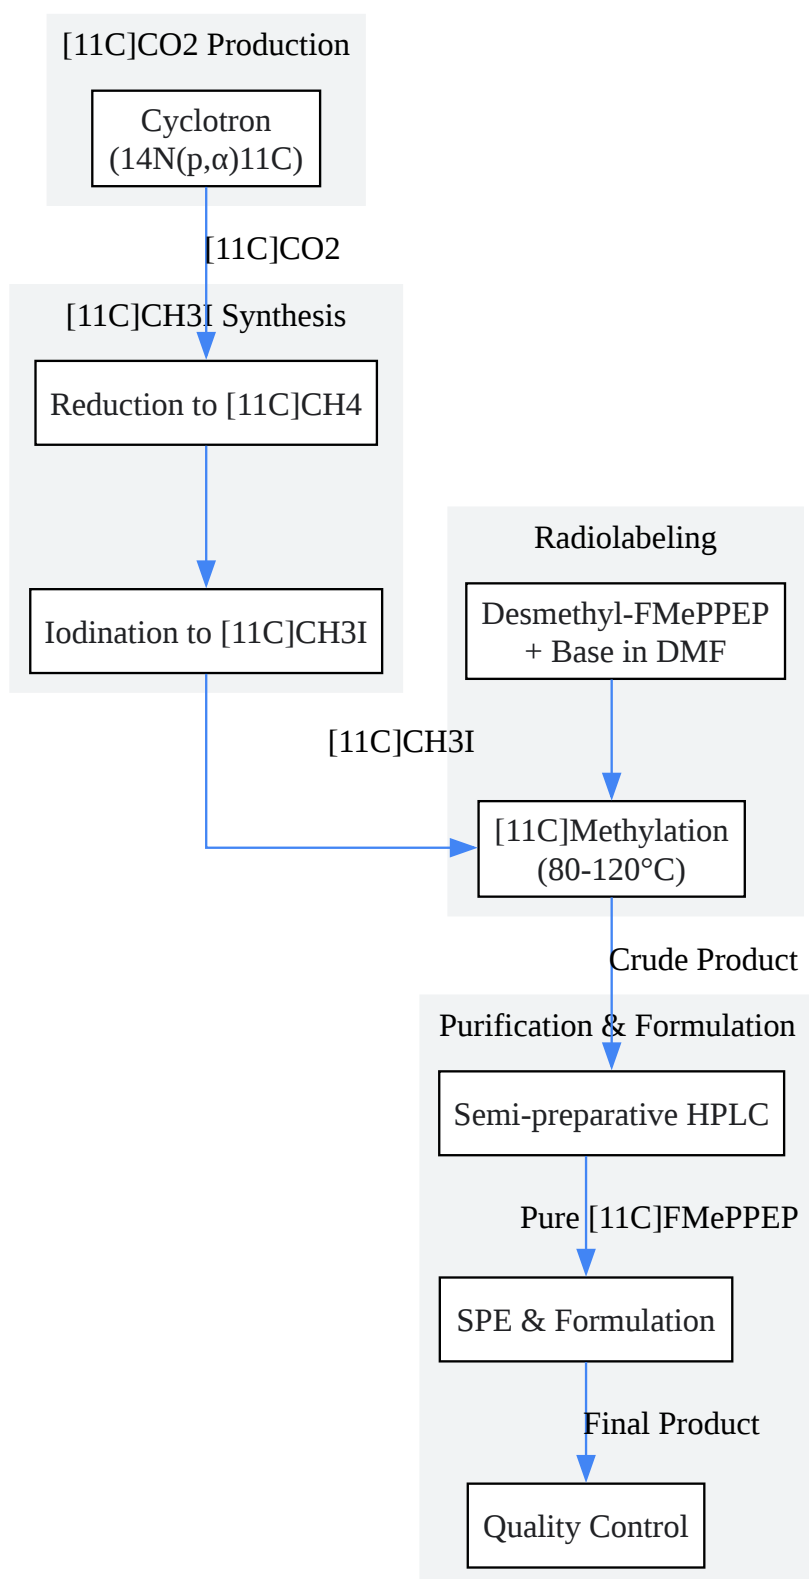 [11C]CO2 Production
Cyclotron
(14N(p,α)11C)
[11C]CO2
[11C]CH3I Synthesis
Reduction to [11C]CH4
Iodination to [11C]CH3I
Radiolabeling
Desmethyl-FMePPEP
+ Base in DMF
[11C]CH3I
[11C]Methylation
(80-120°C)
Crude Product
Purification & Formulation
Semi-preparative HPLC
Pure [11C]FMePPEP
SPE & Formulation
Final Product
Quality Control